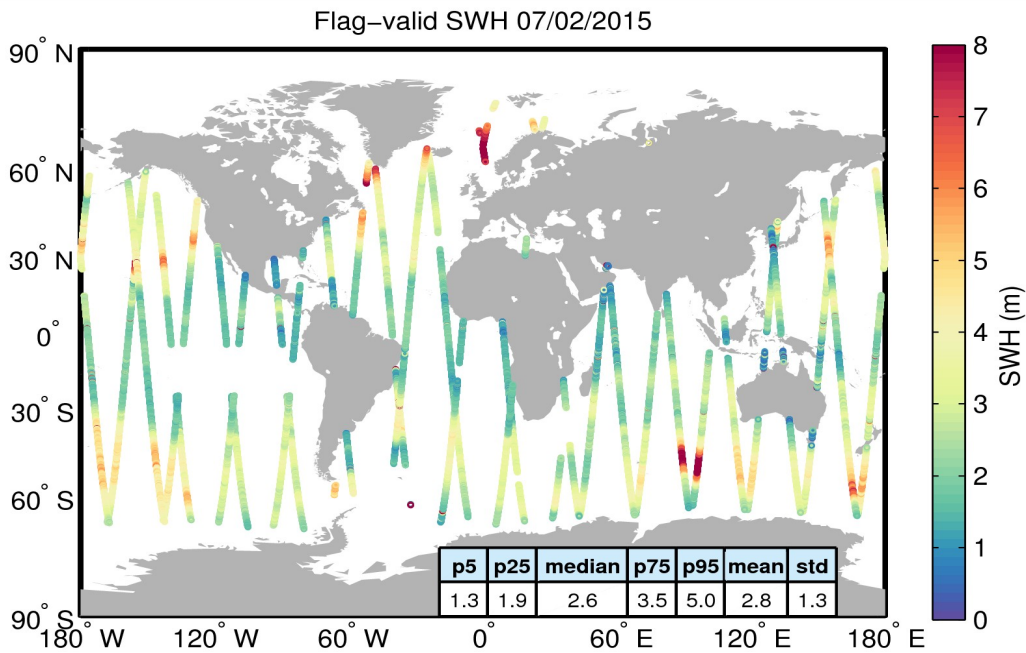 Flag−valid SWH 07/02/2015
90° N
60° N
30° N
0°
30° S
60° S
90° S
180° W
120° W
60° W
0°
60° E
120° E
180° E
p5 p25 median p75 p95 mean std
1.3 1.9 2.6 3.5 5.0 2.8 1.3
8
7
6
5
4
3
2
1
0
SWH (m)